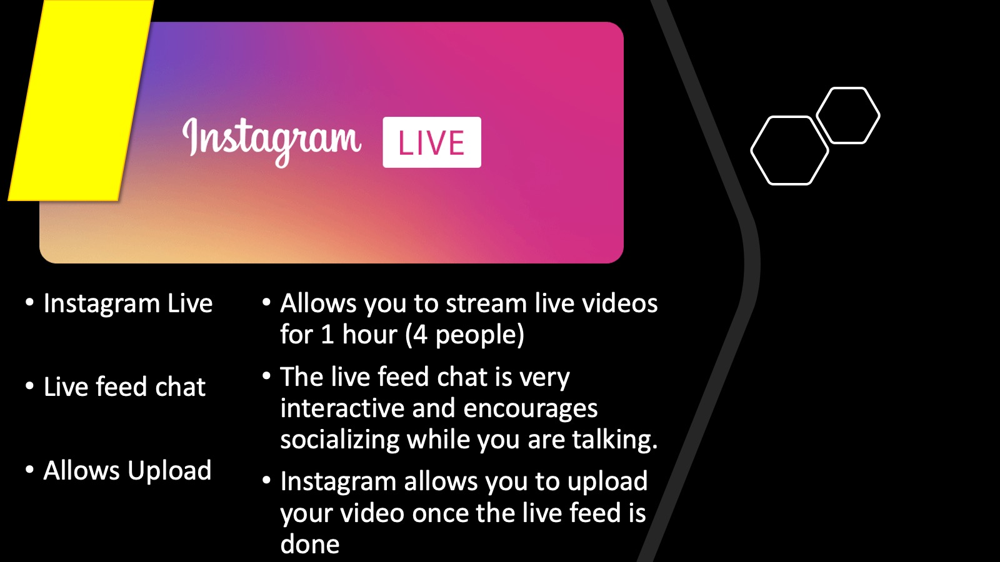 Instagram LIVE
• Instagram Live
• Live feed chat
• Allows Upload
• Allows you to stream live videos
for 1 hour (4 people)
• The live feed chat is very
interactive and encourages
socializing while you are talking.
• Instagram allows you to upload
your video once the live feed is
done